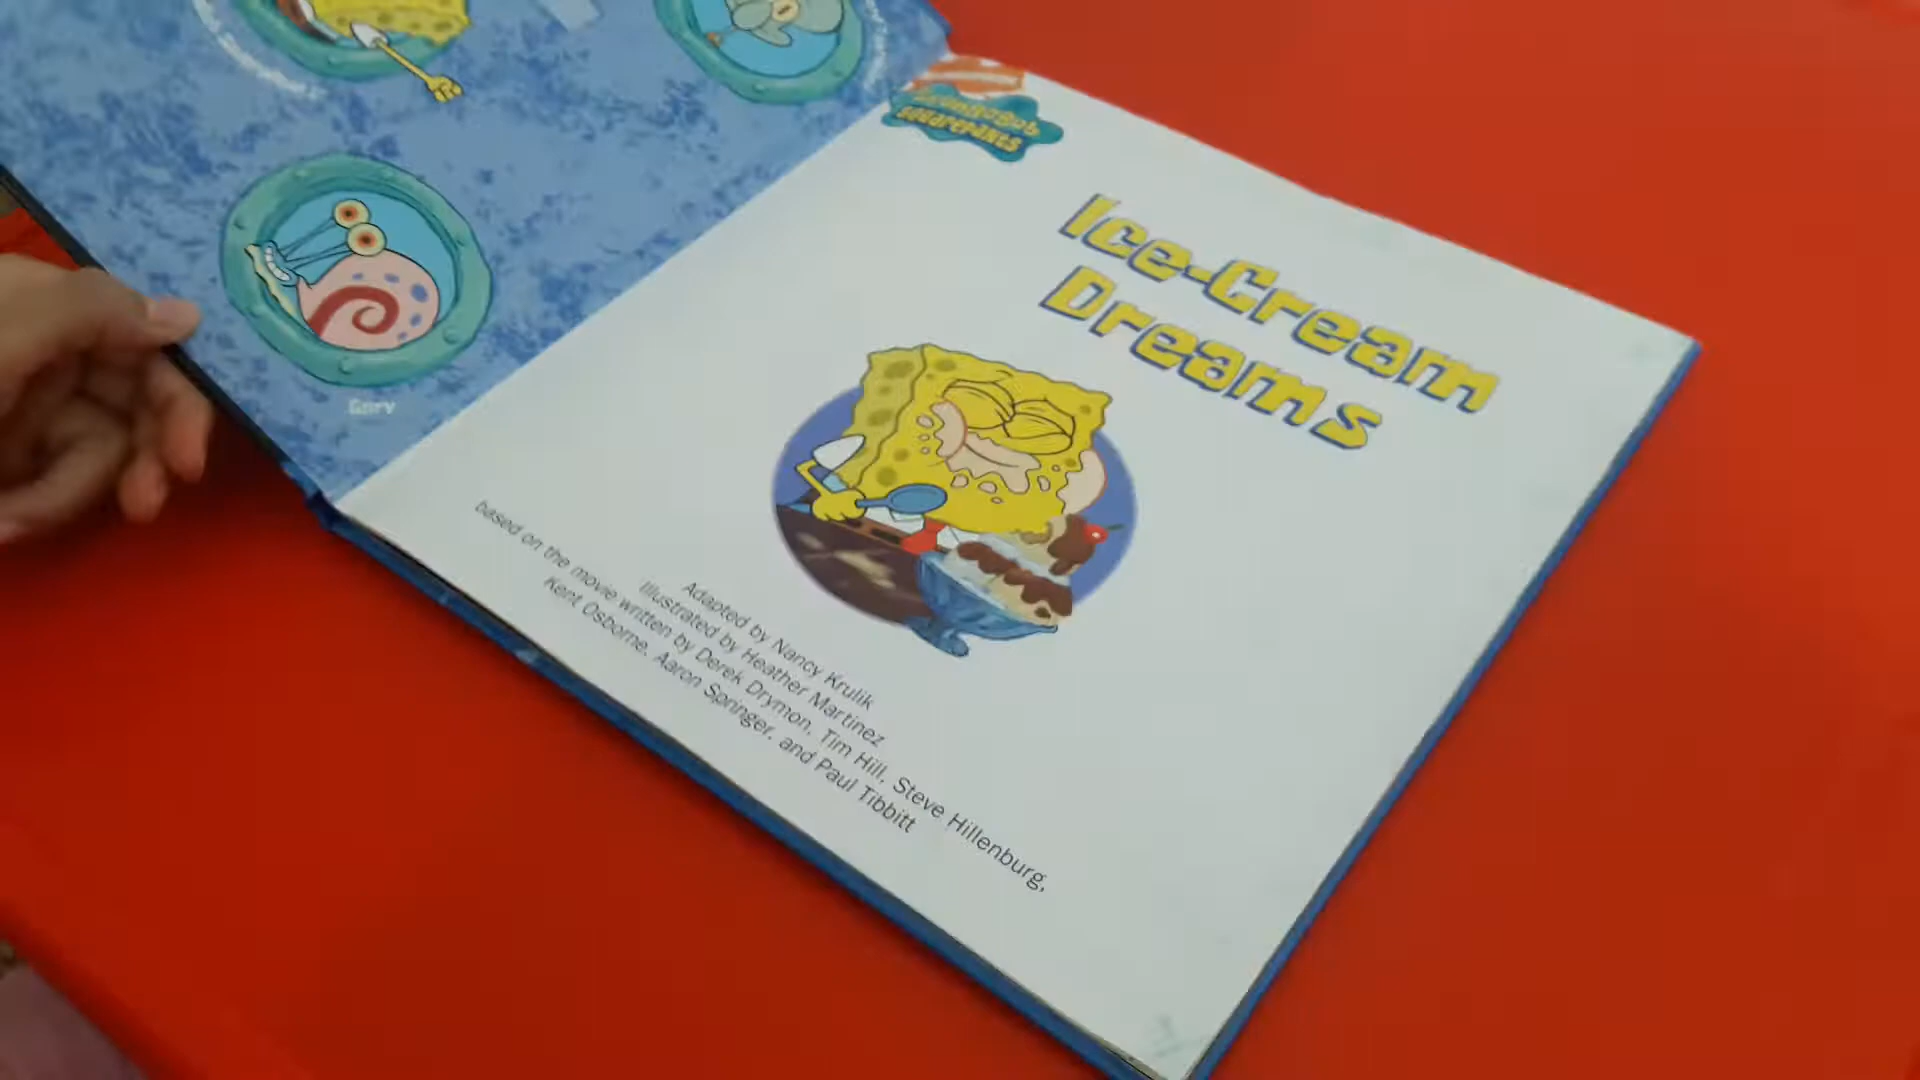 Gary
SpongeBob
SquarePants
Ice-Cream
Dreams
Adapted by Nancy Krulik
Illustrated by Heather Martinez
based on the movie written by Derek Drymon, Tim Hill, Steve Hillenburg,
Kent Osborne, Aaron Springer, and Paul Tibbitt